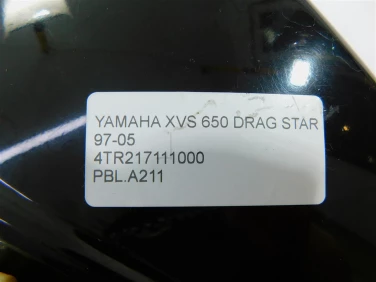 YAMAHA XVS 650 DRAG STAR
97-05
4TR217111000
PBL.A211